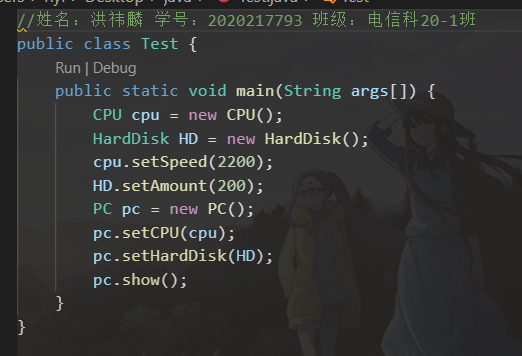 //姓名：洪祎麟 学号：2020217793 班级：电信科20-1班
public class Test {
Run | Debug
public static void main(String args[]) {
CPU cpu = new CPU();
HardDisk HD = new HardDisk();
cpu.setSpeed(2200);
HD.setAmount(200);
PC pc = new PC();
pc.setCPU(cpu);
pc.setHardDisk(HD);
pc.show();
}
}